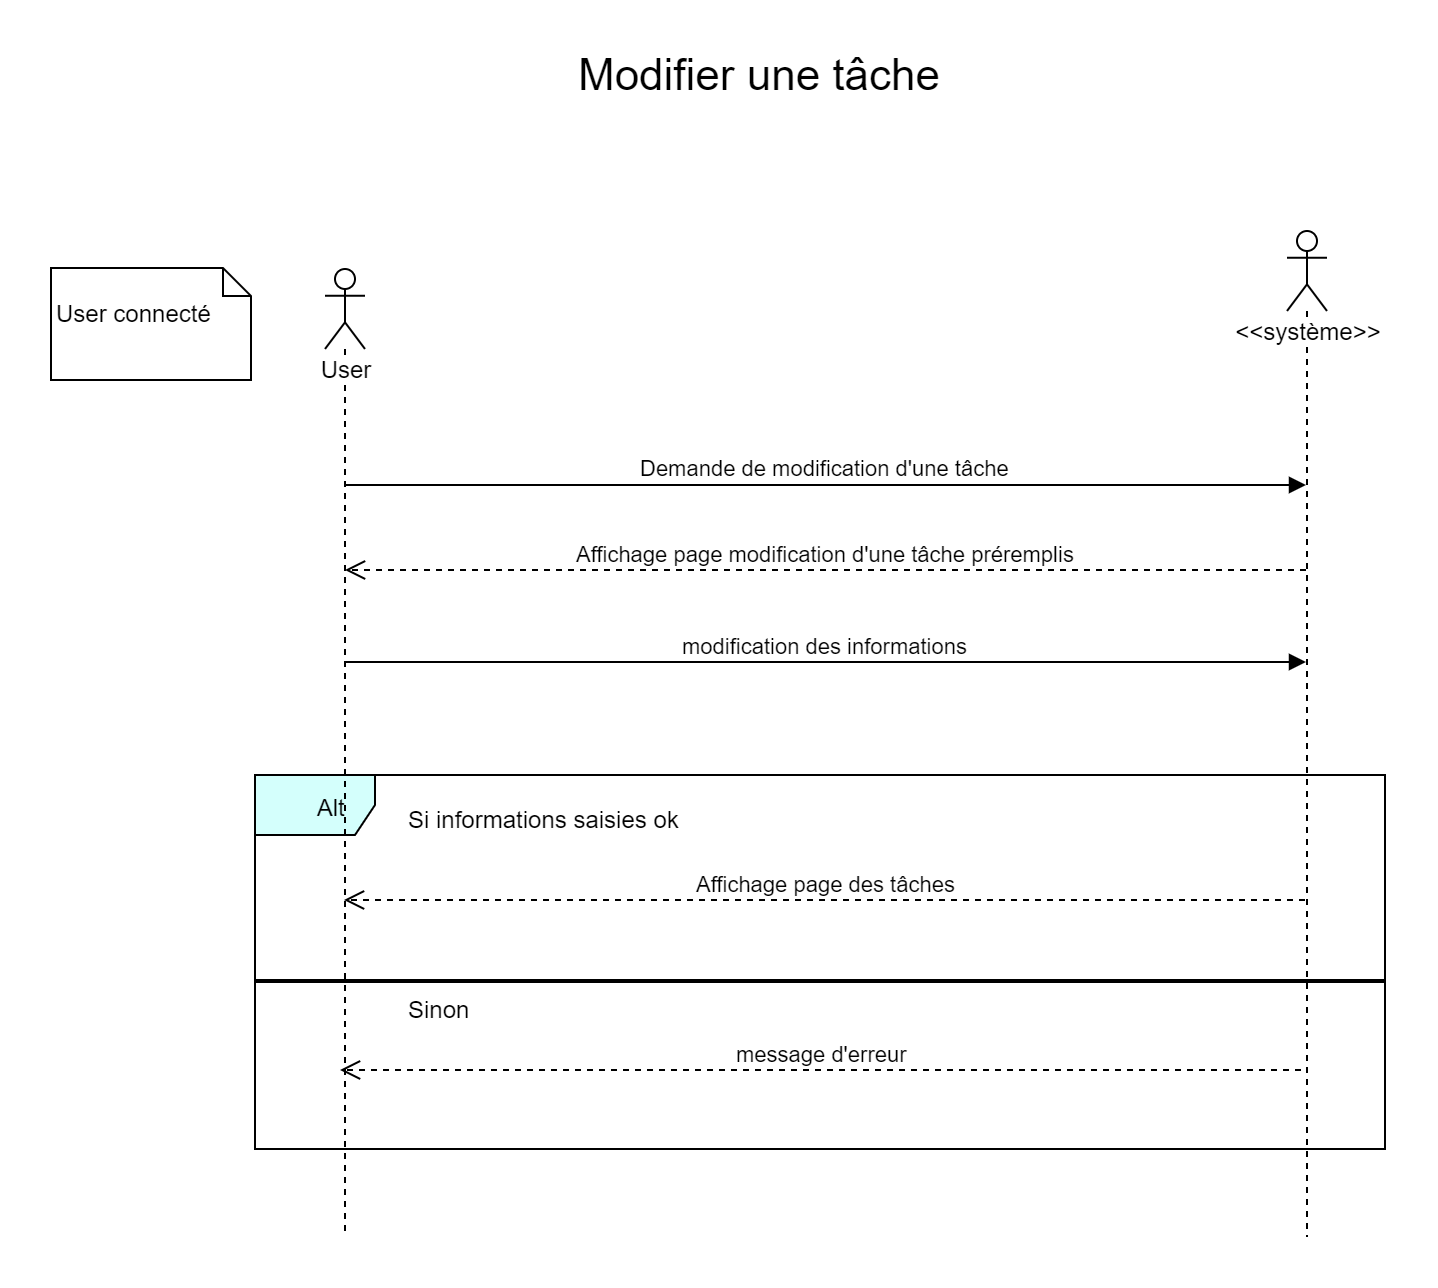 Modifier une tâche
User connecté
User
<<système>>
Demande de modification d'une tâche
Affichage page modification d'une tâche préremplis
modification des informations
Alt
Si informations saisies ok
Affichage page des tâches
Sinon
message d'erreur